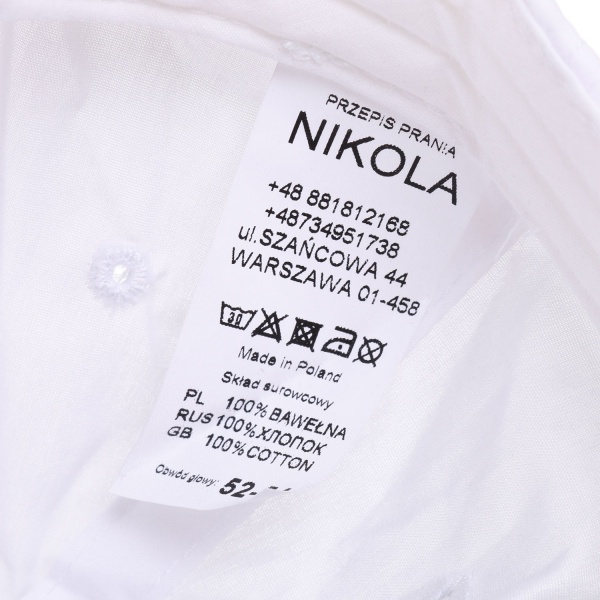 PRZEPIS PRANIA
NIKOLA
+48 881812168
+48734951738
ul.SZAŃCOWA 44
WARSZAWA 01-458
30
Made in Poland
Skład surowcowy
PL 100% BAWEŁNA
RUS 100% ХЛОПОК
GB 100% COTTON
Obwód głowy: 52-